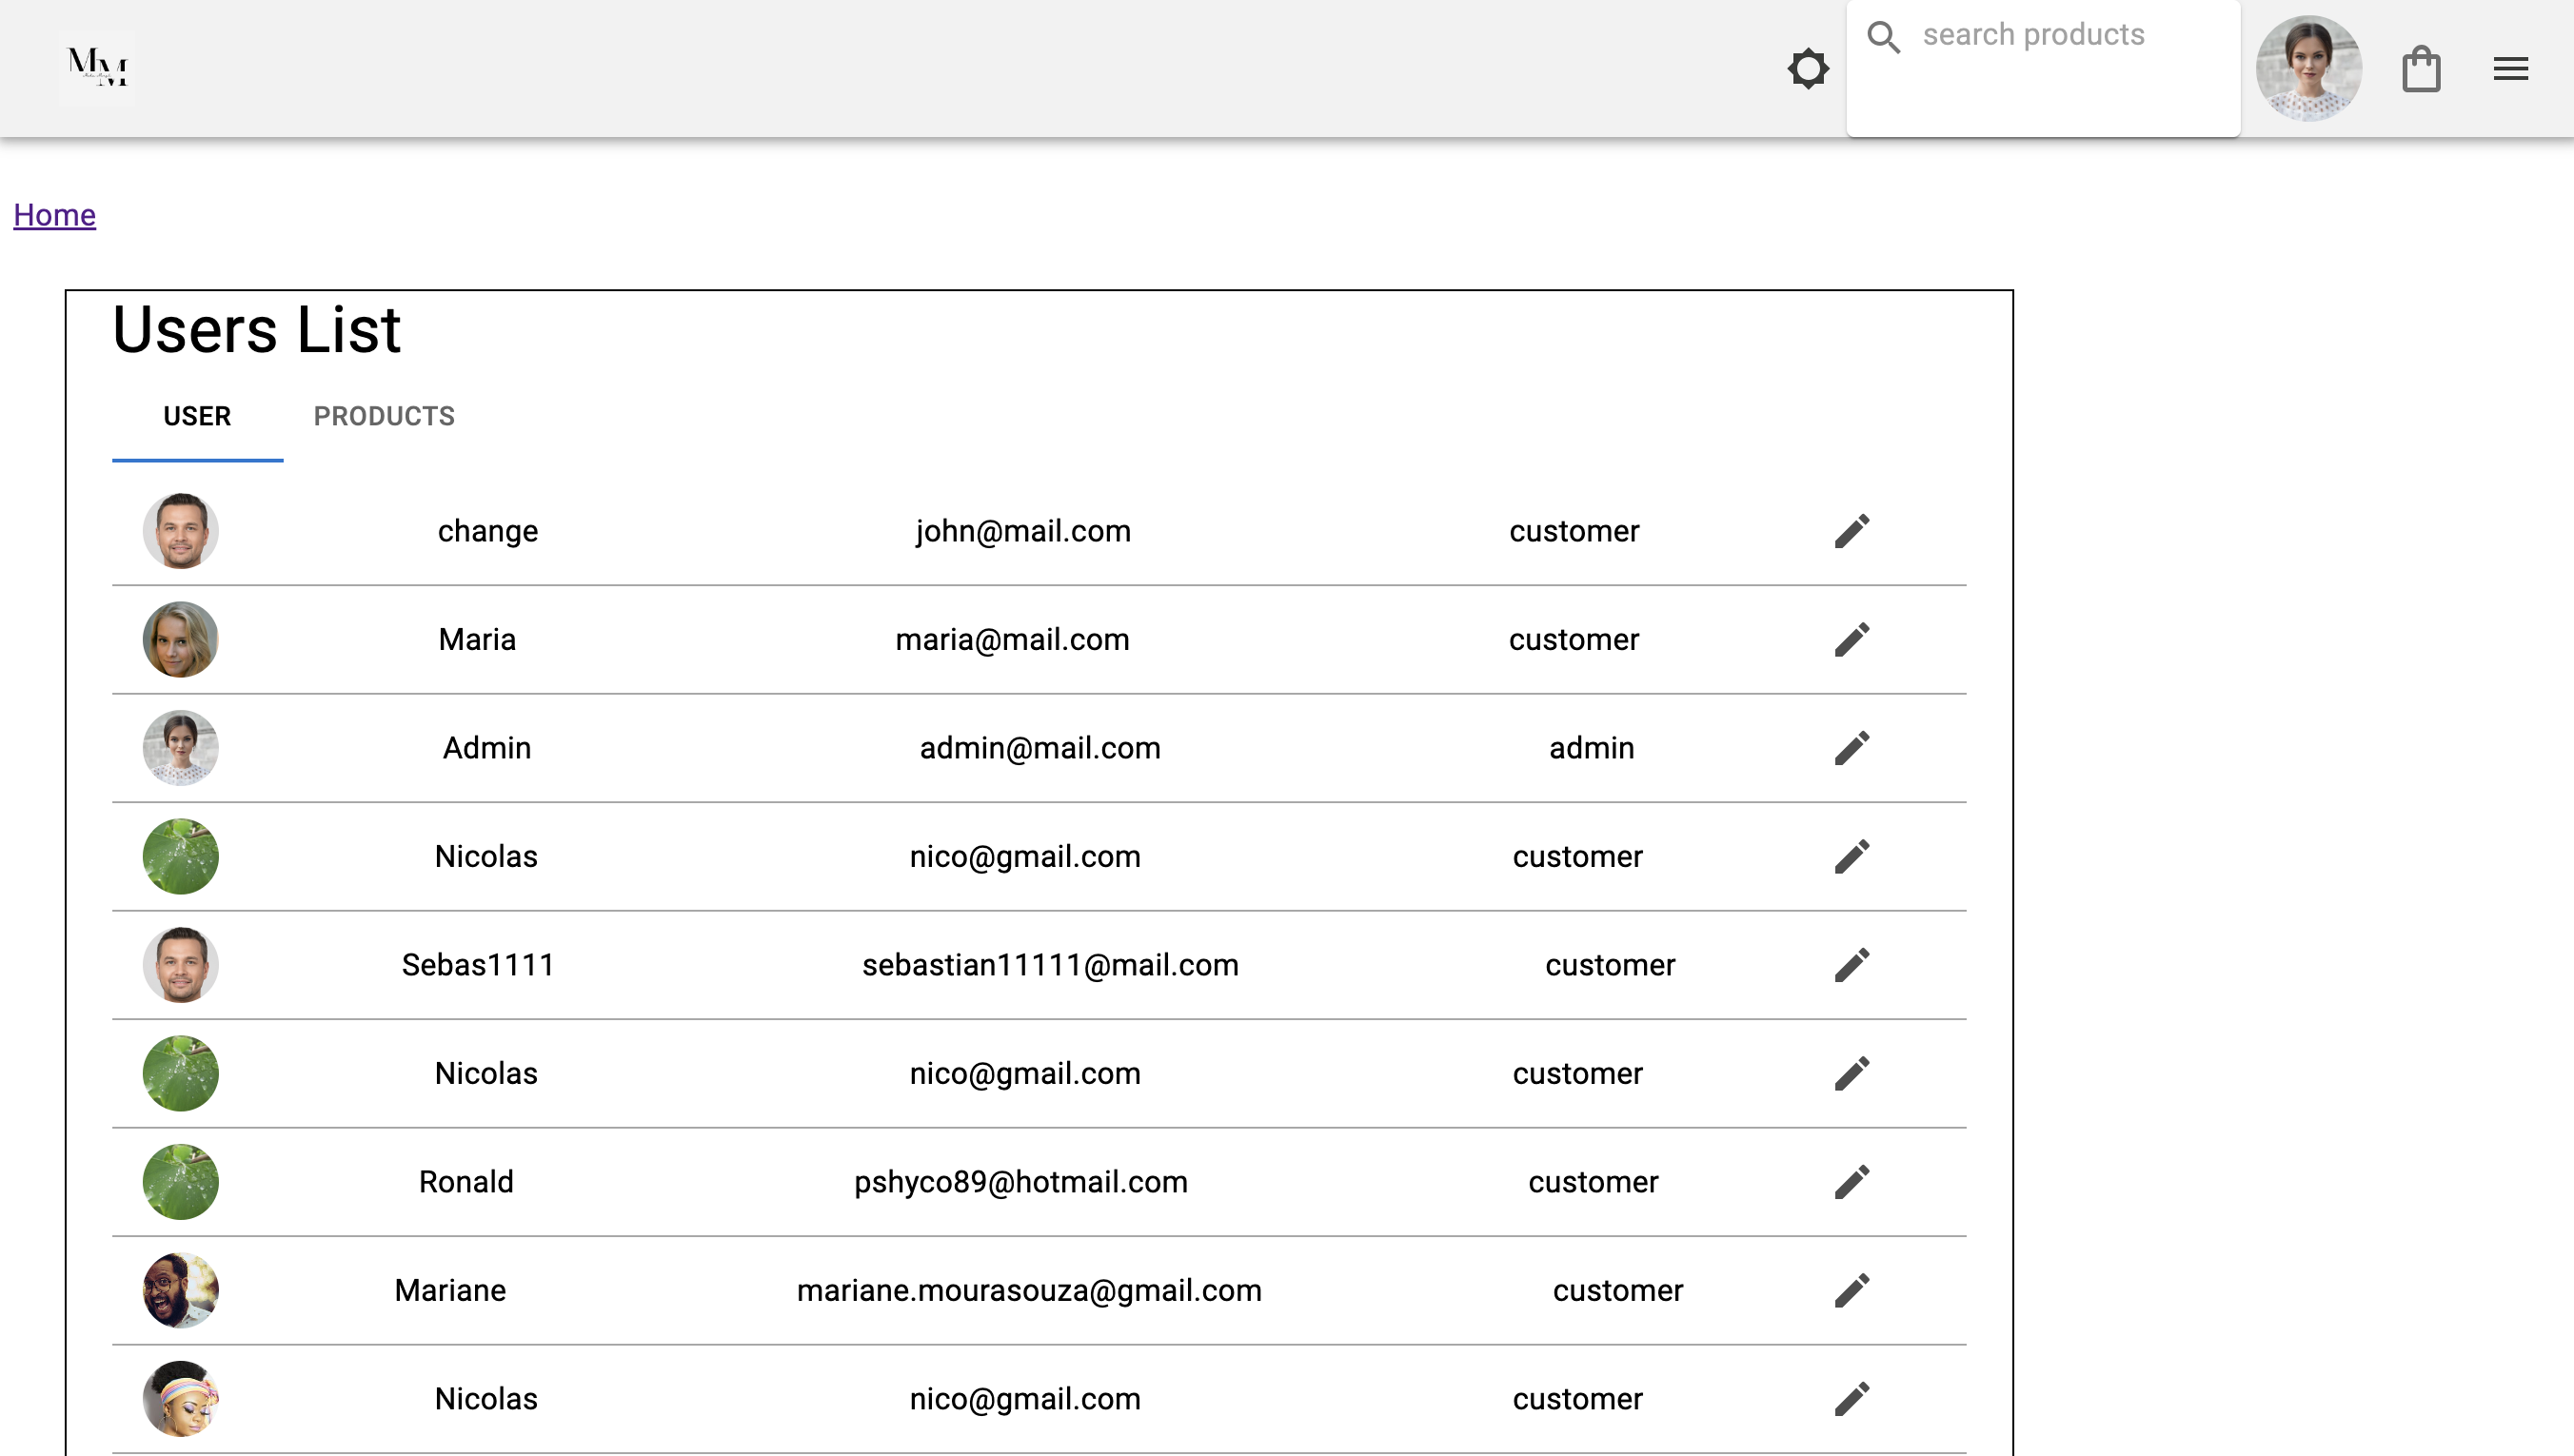 MM
search products
Home
Users List
USER PRODUCTS
change john@mail.com customer
Maria maria@mail.com customer
Admin admin@mail.com admin
Nicolas nico@gmail.com customer
Sebas1111 sebastian11111@mail.com customer
Nicolas nico@gmail.com customer
Ronald pshyco89@hotmail.com customer
Mariane mariane.mourasouza@gmail.com customer
Nicolas nico@gmail.com customer